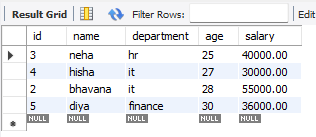 Result Grid Filter Rows: Edit
id name department age salary
3 neha hr 25 40000.00
4 hisha it 27 30000.00
2 bhavana it 28 55000.00
5 diya finance 30 36000.00
NULL NULL NULL NULL NULL